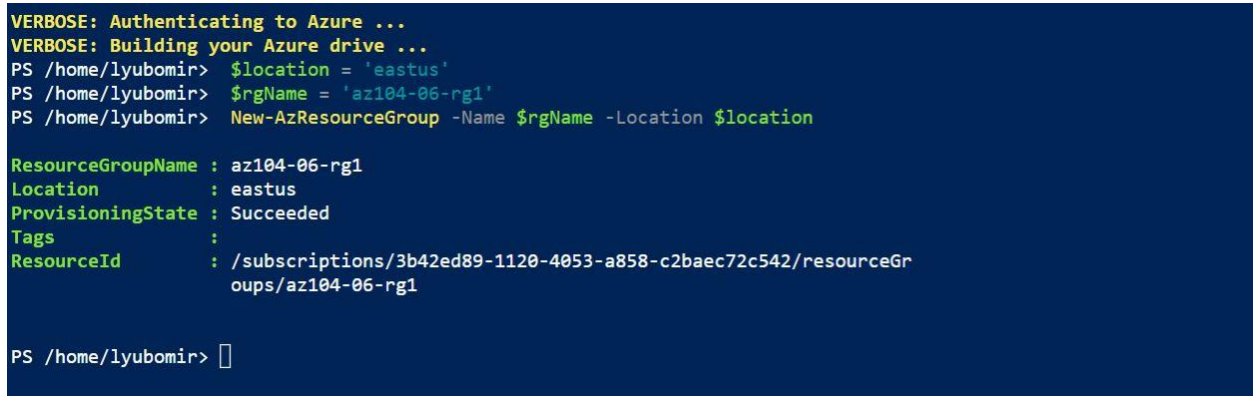 VERBOSE: Authenticating to Azure ...
VERBOSE: Building your Azure drive ...
PS /home/lyubomir>  $location = 'eastus'
PS /home/lyubomir>  $rgName = 'az104-06-rg1'
PS /home/lyubomir>  New-AzResourceGroup -Name $rgName -Location $location
ResourceGroupName : az104-06-rg1
Location          : eastus
ProvisioningState : Succeeded
Tags              :
ResourceId        : /subscriptions/3b42ed89-1120-4053-a858-c2baec72c542/resourceGr
                    oups/az104-06-rg1
PS /home/lyubomir>